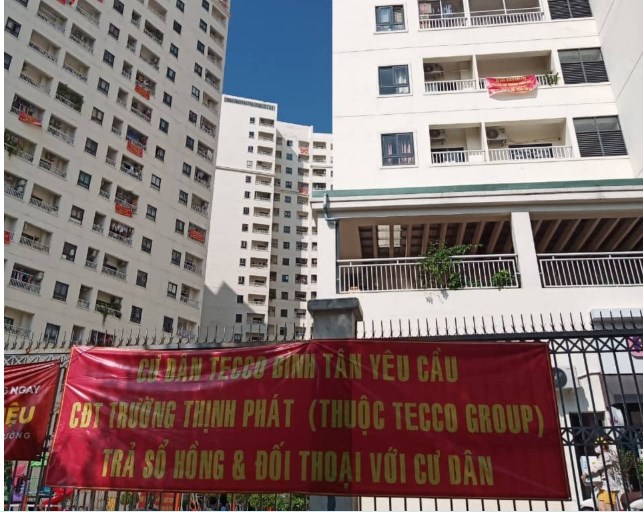 CƯ DÂN TECCO BÌNH TÂN YÊU CẦU
CĐT TRƯỜNG THỊNH PHÁT (THUỘC TECCO GROUP)
TRẢ SỔ HỒNG & ĐỐI THOẠI VỚI CƯ DÂN
NGAY